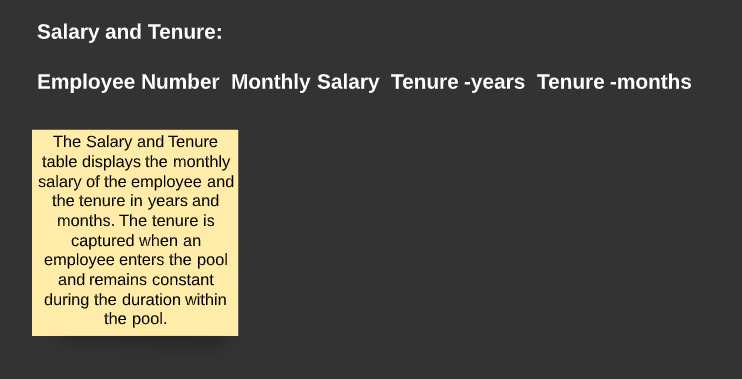 Salary and Tenure:
Employee Number  Monthly Salary  Tenure -years  Tenure -months
The Salary and Tenure
table displays the monthly
salary of the employee and
the tenure in years and
months. The tenure is
captured when an
employee enters the pool
and remains constant
during the duration within
the pool.